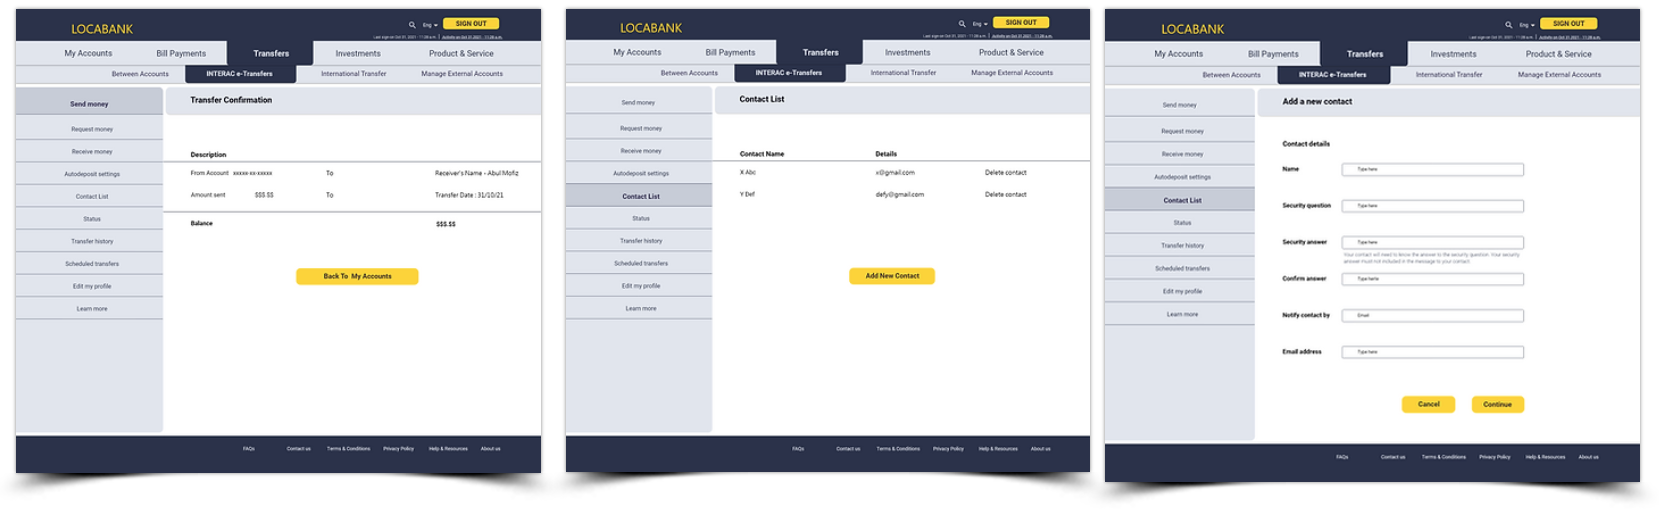 LOCABANK
Eng
SIGN OUT
Last sign on Oct 31, 2021 - 11:28 a.m. | Activity on Oct 31,2021 - 11:28 a.m.
My Accounts Bill Payments Transfers Investments Product & Service
Between Accounts INTERAC e-Transfers International Transfer Manage External Accounts
Send money
Request money
Receive money
Autodeposit settings
Contact List
Status
Transfer history
Scheduled transfers
Edit my profile
Learn more
Transfer Confirmation
Description
From Account xxxxx-xx-xxxxx To Receiver's Name - Abul Mofiz
Amount sent $$$.$$ To Transfer Date : 31/10/21
Balance $$$.$$
Back To My Accounts
FAQs Contact us Terms & Conditions Privacy Policy Help & Resources About us
LOCABANK
Eng
SIGN OUT
Last sign on Oct 31, 2021 - 11:28 a.m. | Activity on Oct 31,2021 - 11:28 a.m.
My Accounts Bill Payments Transfers Investments Product & Service
Between Accounts INTERAC e-Transfers International Transfer Manage External Accounts
Send money
Request money
Receive money
Autodeposit settings
Contact List
Status
Transfer history
Scheduled transfers
Edit my profile
Learn more
Contact List
Contact Name Details
X Abc x@gmail.com Delete contact
Y Def defy@gmail.com Delete contact
Add New Contact
FAQs Contact us Terms & Conditions Privacy Policy Help & Resources About us
LOCABANK
Eng
SIGN OUT
Last sign on Oct 31, 2021 - 11:28 a.m. | Activity on Oct 31,2021 - 11:28 a.m.
My Accounts Bill Payments Transfers Investments Product & Service
Between Accounts INTERAC e-Transfers International Transfer Manage External Accounts
Send money
Request money
Receive money
Autodeposit settings
Contact List
Status
Transfer history
Scheduled transfers
Edit my profile
Learn more
Add a new contact
Contact details
Name Type here
Security question Type here
Security answer Type here
Your contact will need to know the answer to the security question. Your security
answer must not included in the message to your contact
Confirm answer Type here
Notify contact by Email
Email address Type here
Cancel Continue
FAQs Contact us Terms & Conditions Privacy Policy Help & Resources About us